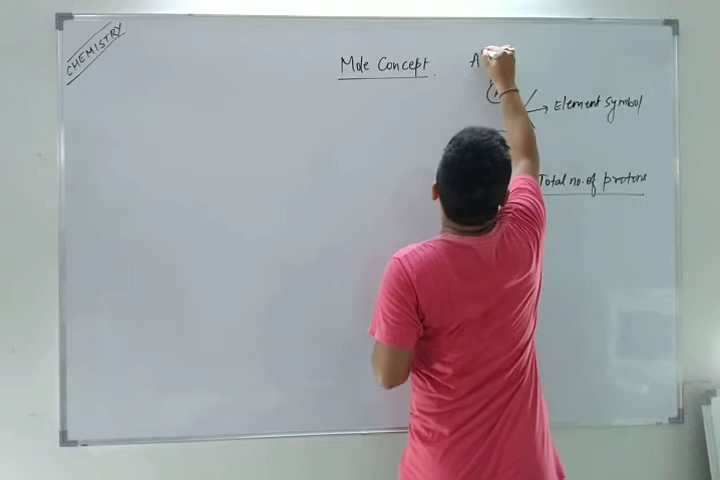 CHEMISTRY
Mole Concept.
A
Element symbol
Total no. of protons